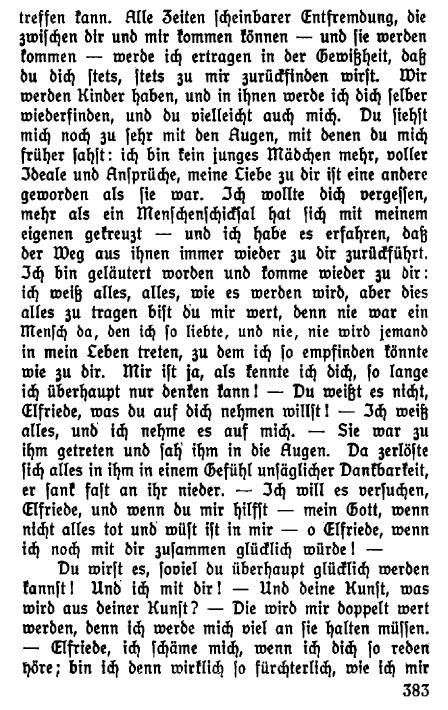 treffen kann. Alle Zeiten scheinbarer Entfremdung, die
zwischen dir und mir kommen können — und sie werden
kommen — werde ich ertragen in der Gewißheit, daß
du dich stets, stets zu mir zurückfinden wirst. Wir
werden Kinder haben, und in ihnen werde ich dich selber
wiederfinden, und du vielleicht auch mich. Du siehst
mich noch zu sehr mit den Augen, mit denen du mich
früher sahst: ich bin kein junges Mädchen mehr, voller
Ideale und Ansprüche, meine Liebe zu dir ist eine andere
geworden als sie war. Ich wollte dich vergessen,
mehr als ein Menschenschicksal hat sich mit meinem
eigenen gekreuzt — und ich habe es erfahren, daß
der Weg aus ihnen immer wieder zu dir zurückführt.
Ich bin geläutert worden und komme wieder zu dir:
ich weiß alles, alles, wie es werden wird, aber dies
alles zu tragen bist du mir wert, denn nie war ein
Mensch da, den ich so liebte, und nie, nie wird jemand
in mein Leben treten, zu dem ich so empfinden könnte
wie zu dir. Mir ist ja, als kennte ich dich, so lange
ich überhaupt nur denken kann! — Du weißt es nicht,
Elfriede, was du auf dich nehmen willst! — Ich weiß
alles, und ich nehme es auf mich. — Sie war zu
ihm getreten und sah ihm in die Augen. Da zerlöste
sich alles in ihm in einem Gefühl unsäglicher Dankbarkeit,
er sank fast an ihr nieder. — Ich will es versuchen,
Elfriede, und wenn du mir hilfst — mein Gott, wenn
nicht alles tot und wüst ist in mir — o Elfriede, wenn
ich noch mit dir zusammen glücklich würde! —
Du wirst es, soviel du überhaupt glücklich werden
kannst! Und ich mit dir! — Und deine Kunst, was
wird aus deiner Kunst? — Die wird mir doppelt wert
werden, denn ich werde mich viel an sie halten müssen.
— Elfriede, ich schäme mich, wenn ich dich so reden
höre; bin ich denn wirklich so fürchterlich, wie ich mir
383